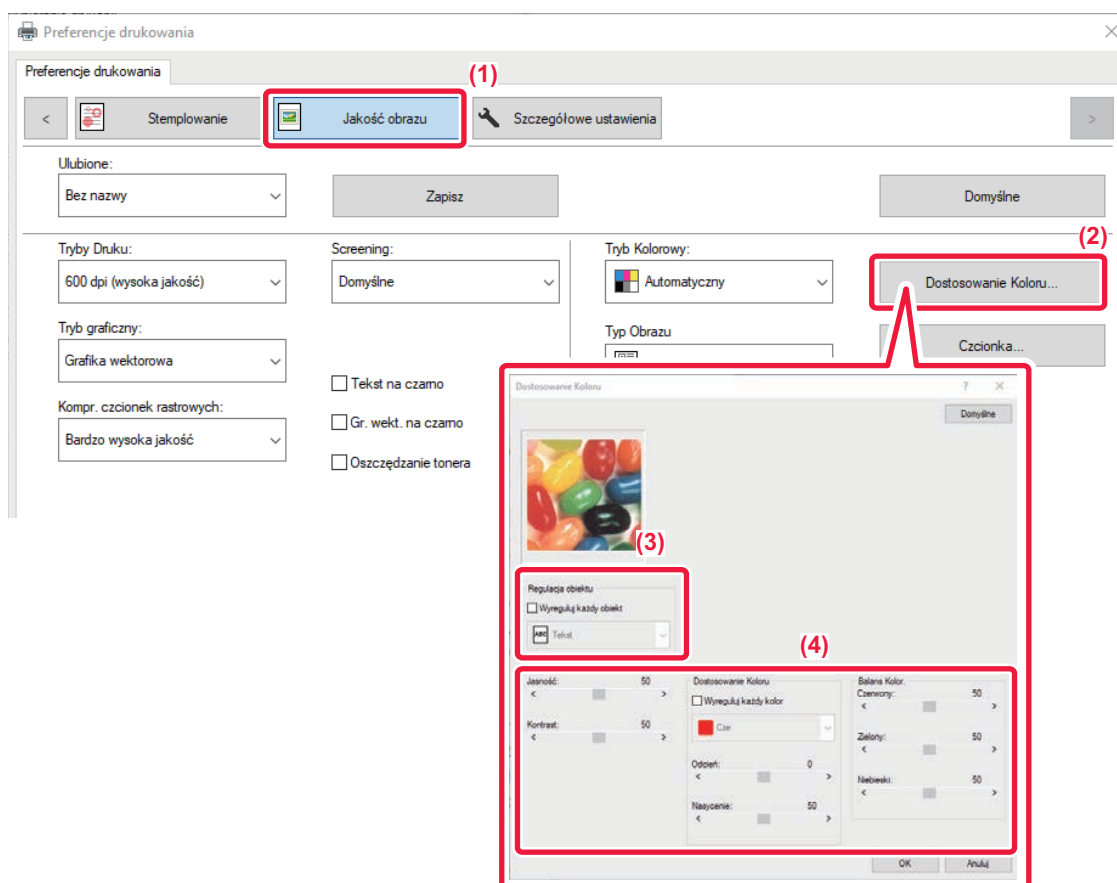 Preferencje drukowania
Preferencje drukowania
(1)
< Stemplowanie Jakość obrazu Szczegółowe ustawienia >
Ulubione:
Bez nazwy Zapisz Domyślne
(2)
Tryby Druku: Screening: Tryb Kolorowy:
600 dpi (wysoka jakość) Domyślne Automatyczny Dostosowanie Koloru...
Tryb graficzny: Typ Obrazu
Czcionka...
Grafika wektorowa
Tekst na czarno
Kompr. czcionek rastrowych:
Gr. wekt. na czarno
Bardzo wysoka jakość
Oszczędzanie tonera
Dostosowanie Koloru ? ×
Domyślne
(3)
Regulacja obiektu
Wyreguluj każdy obiekt
ABC Tekst
(4)
Jasność: 50
< >
Kontrast: 50
< >
Dostosowanie Koloru
Wyreguluj każdy kolor
Cze
Odcień: 0
< >
Nasycenie: 50
< >
Balans Kolor.
Czerwony: 50
< >
Zielony: 50
< >
Niebieski: 50
< >
OK Anuluj